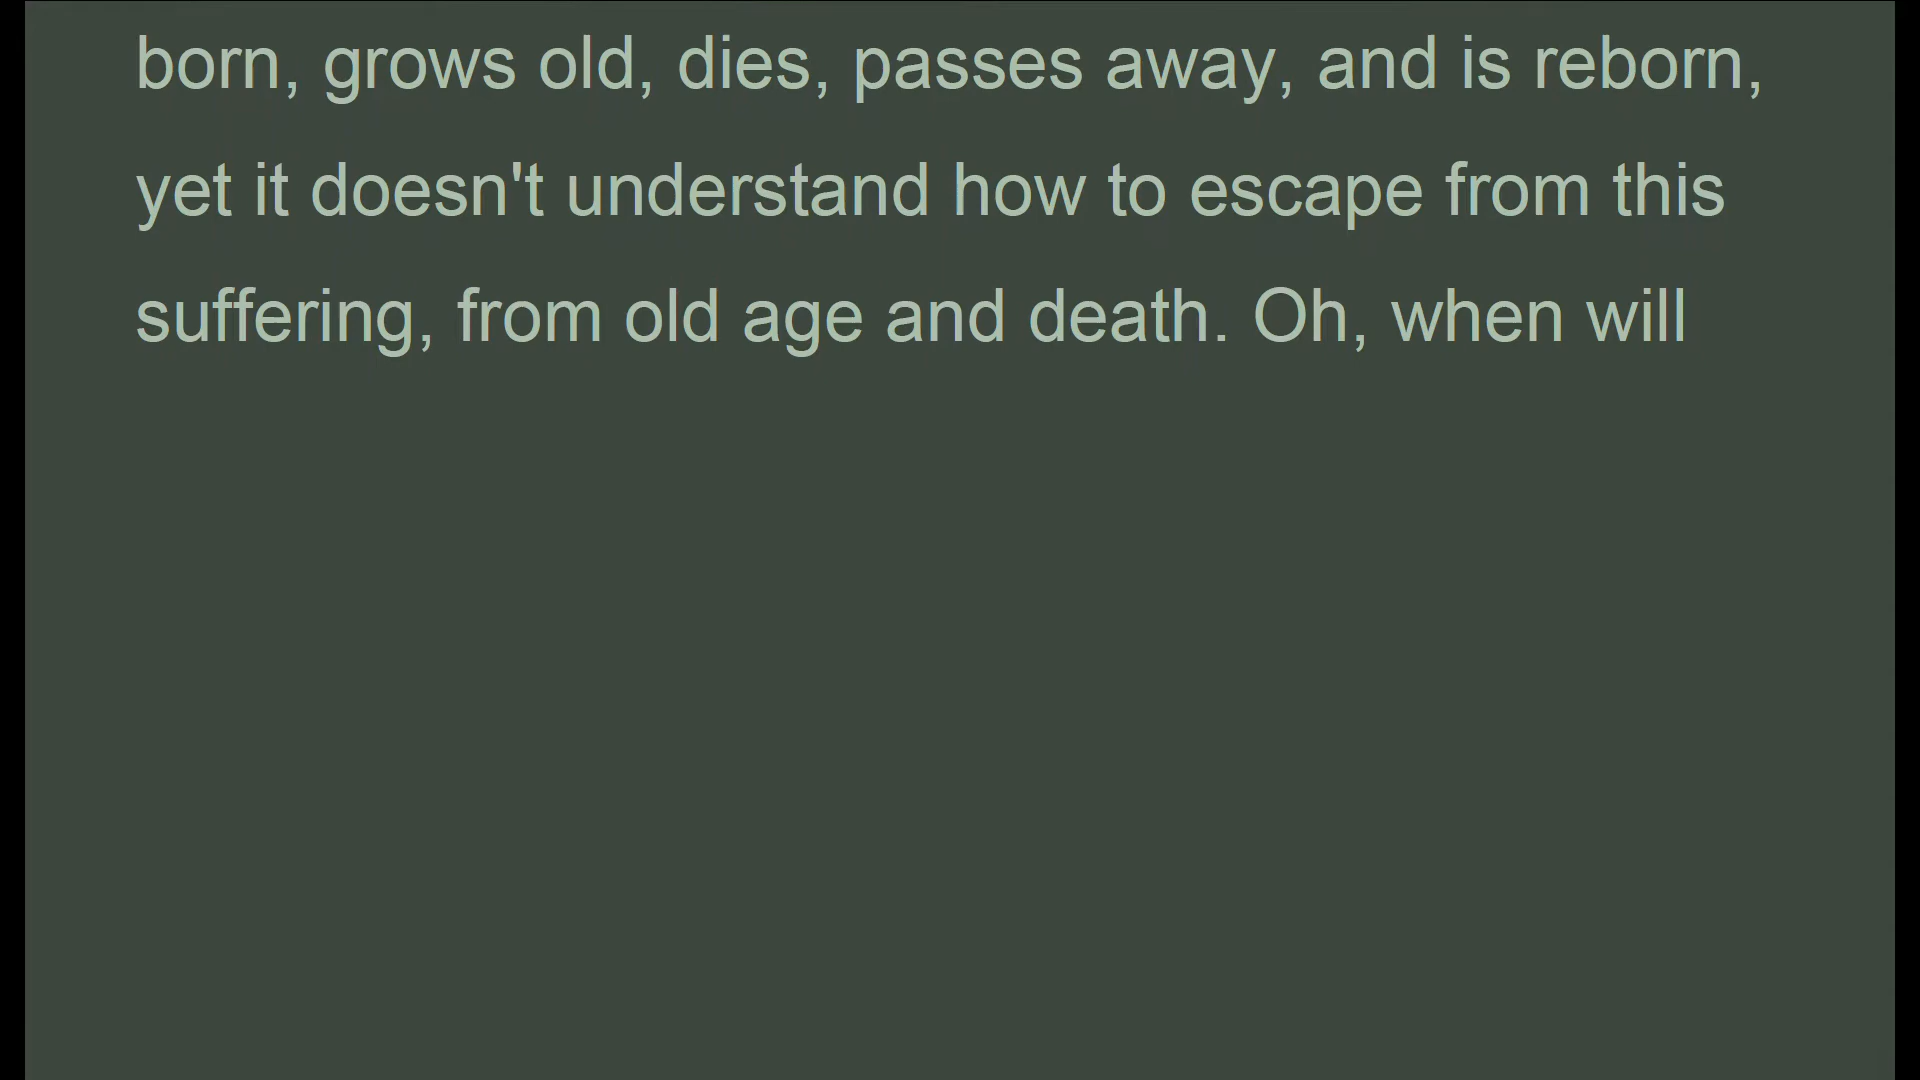 born, grows old, dies, passes away, and is reborn,
yet it doesn't understand how to escape from this
suffering, from old age and death. Oh, when will